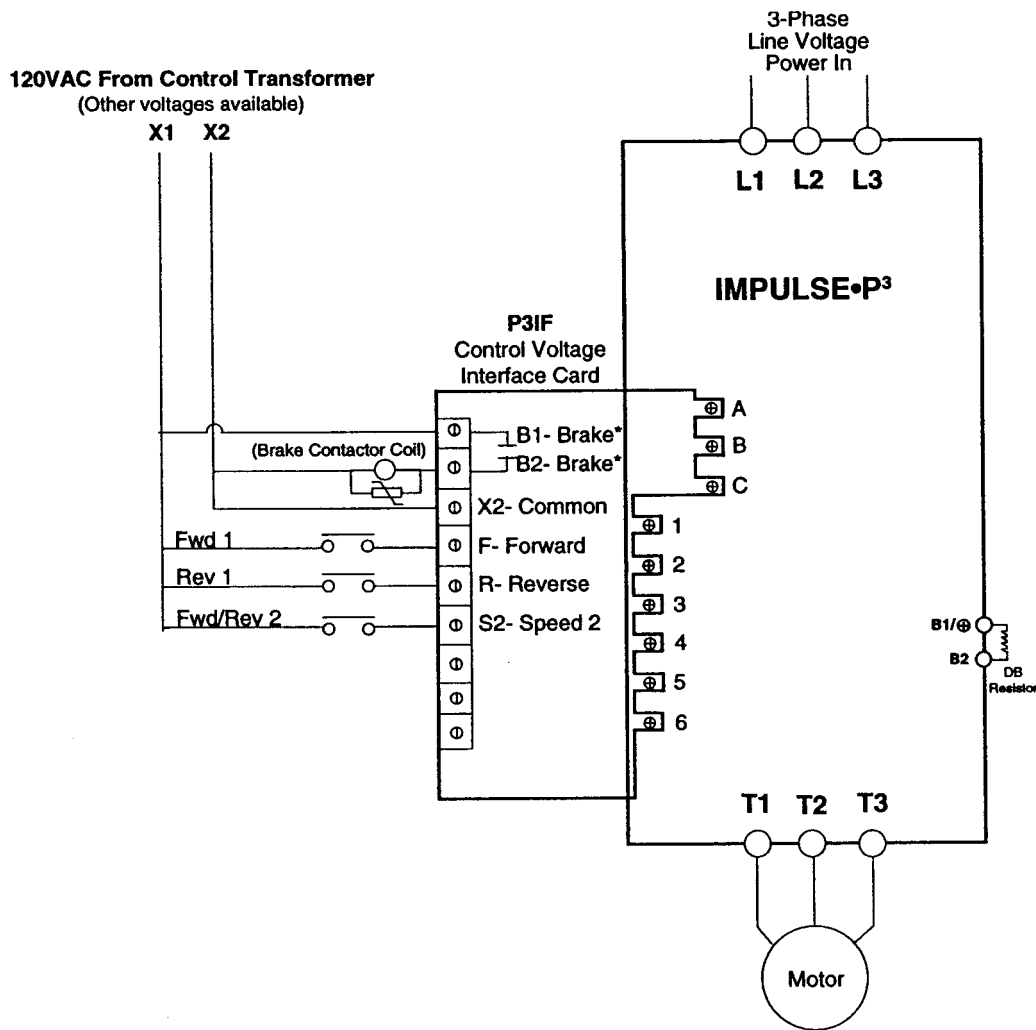 3-Phase
Line Voltage
Power In
120VAC From Control Transformer
(Other voltages available)
X1 X2
L1 L2 L3
IMPULSE•P³
P3IF
Control Voltage
Interface Card
(Brake Contactor Coil)
B1- Brake*
B2- Brake*
X2- Common
Fwd 1
F- Forward
Rev 1
R- Reverse
Fwd/Rev 2
S2- Speed 2
A
B
C
1
2
3
4
5
6
B1/⊕
B2
DB
Resistor
T1 T2 T3
Motor